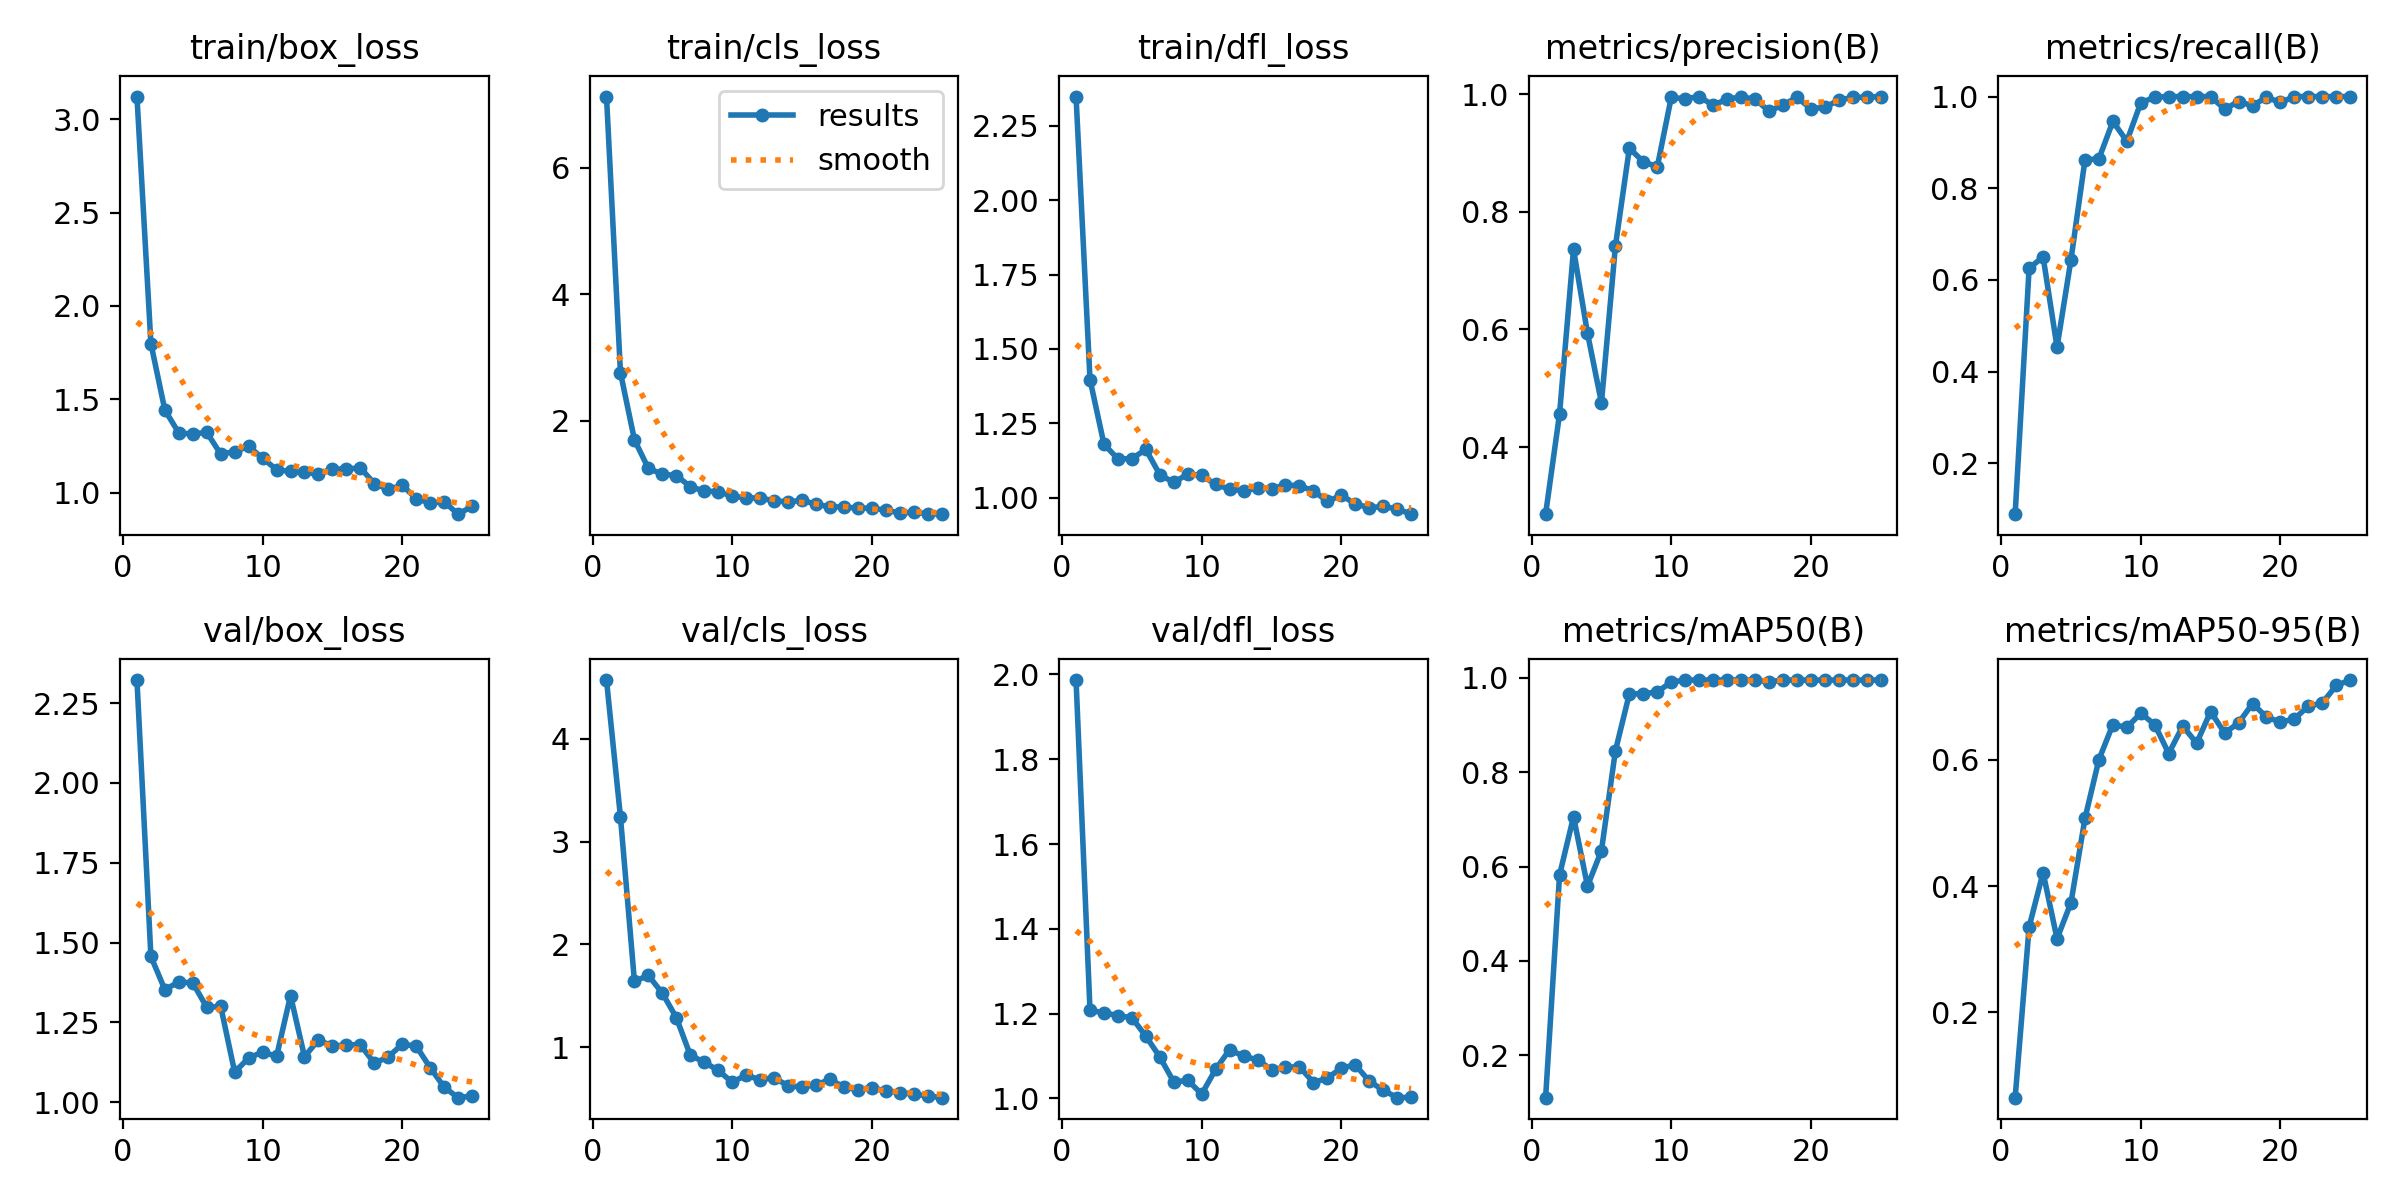 train/box_loss
3.0
2.5
2.0
1.5
1.0
0 10 20
train/cls_loss
results
smooth
6
4
2
0 10 20
train/dfl_loss
2.25
2.00
1.75
1.50
1.25
1.00
0 10 20
metrics/precision(B)
1.0
0.8
0.6
0.4
0 10 20
metrics/recall(B)
1.0
0.8
0.6
0.4
0.2
0 10 20
val/box_loss
2.25
2.00
1.75
1.50
1.25
1.00
0 10 20
val/cls_loss
4
3
2
1
0 10 20
val/dfl_loss
2.0
1.8
1.6
1.4
1.2
1.0
0 10 20
metrics/mAP50(B)
1.0
0.8
0.6
0.4
0.2
0 10 20
metrics/mAP50-95(B)
0.6
0.4
0.2
0 10 20